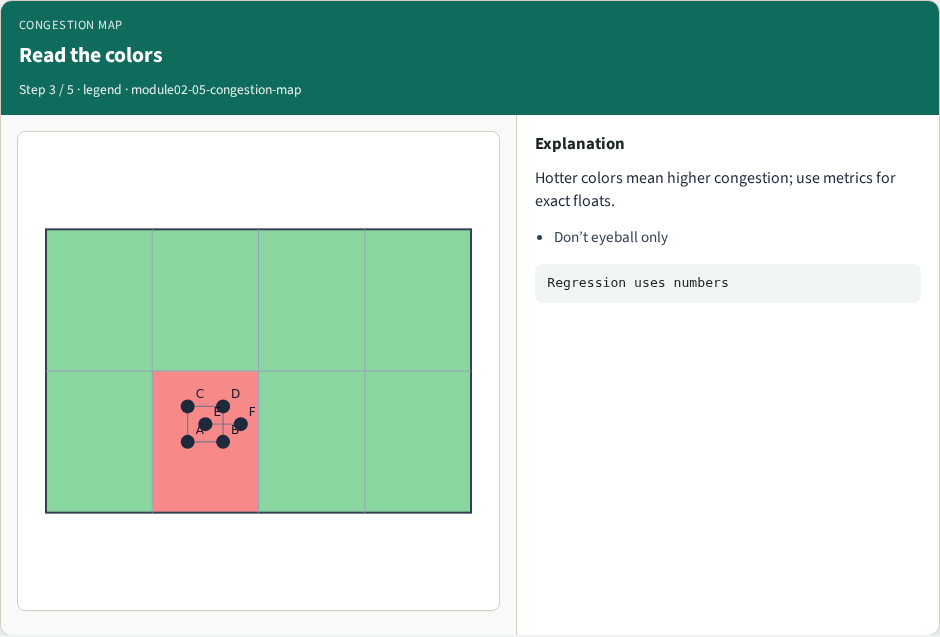 CONGESTION MAP
Read the colors
Step 3 / 5 · legend · module02-05-congestion-map
C D
E F
A B
Explanation
Hotter colors mean higher congestion; use metrics for
exact floats.
• Don’t eyeball only
Regression uses numbers